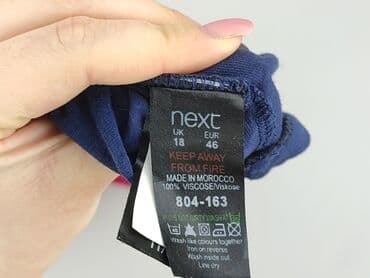 next
UK EUR
18 46
KEEP AWAY
FROM FIRE
MADE IN MOROCCO
100% VISCOSE/Viskose
804-163
Wash like colours together
Iron on reverse
Wash inside out
Line dry